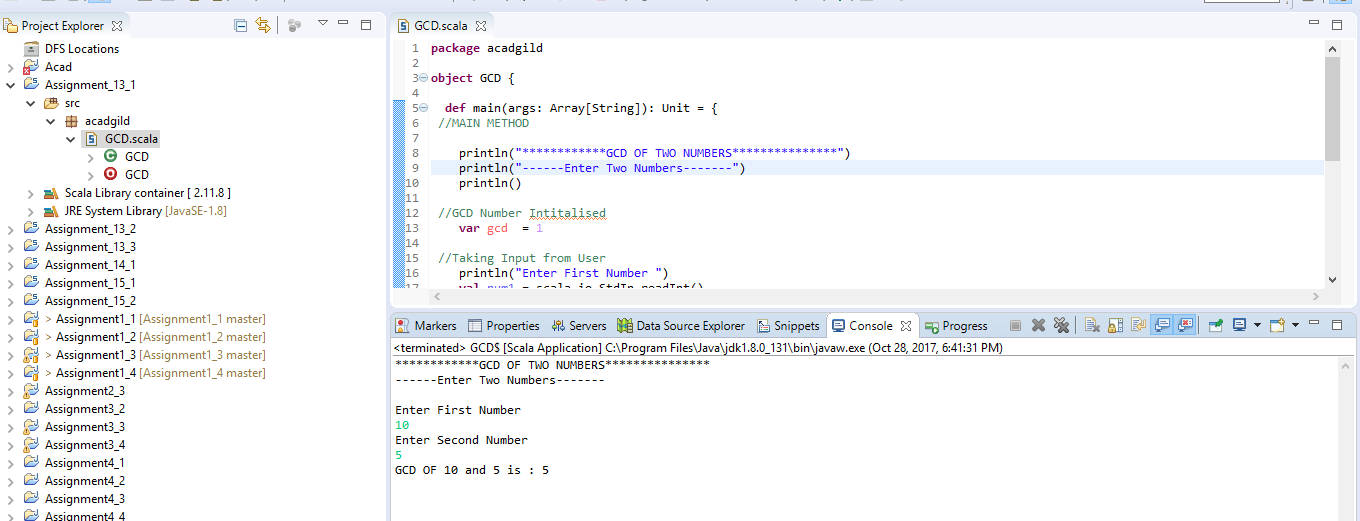 Project Explorer
DFS Locations
Acad
Assignment_13_1
src
acadgild
GCD.scala
GCD
GCD
Scala Library container [ 2.11.8 ]
JRE System Library [JavaSE-1.8]
Assignment_13_2
Assignment_13_3
Assignment_14_1
Assignment_15_1
Assignment_15_2
> Assignment1_1 [Assignment1_1 master]
> Assignment1_2 [Assignment1_2 master]
> Assignment1_3 [Assignment1_3 master]
> Assignment1_4 [Assignment1_4 master]
Assignment2_3
Assignment3_2
Assignment3_3
Assignment3_4
Assignment4_1
Assignment4_2
Assignment4_3
Assignment4_4
GCD.scala
1 package acadgild
2
3 object GCD {
4
5 def main(args: Array[String]): Unit = {
6 //MAIN METHOD
7
8 println("************GCD OF TWO NUMBERS***************")
9 println("------Enter Two Numbers-------")
10 println()
11
12 //GCD Number Intitalised
13 var gcd  = 1
14
15 //Taking Input from User
16 println("Enter First Number ")
17 val num1 = scala.io.StdIn.readInt()
Markers Properties Servers Data Source Explorer Snippets Console Progress
<terminated> GCD$ [Scala Application] C:\Program Files\Java\jdk1.8.0_131\bin\javaw.exe (Oct 28, 2017, 6:41:31 PM)
************GCD OF TWO NUMBERS***************
------Enter Two Numbers-------
Enter First Number
10
Enter Second Number
5
GCD OF 10 and 5 is : 5